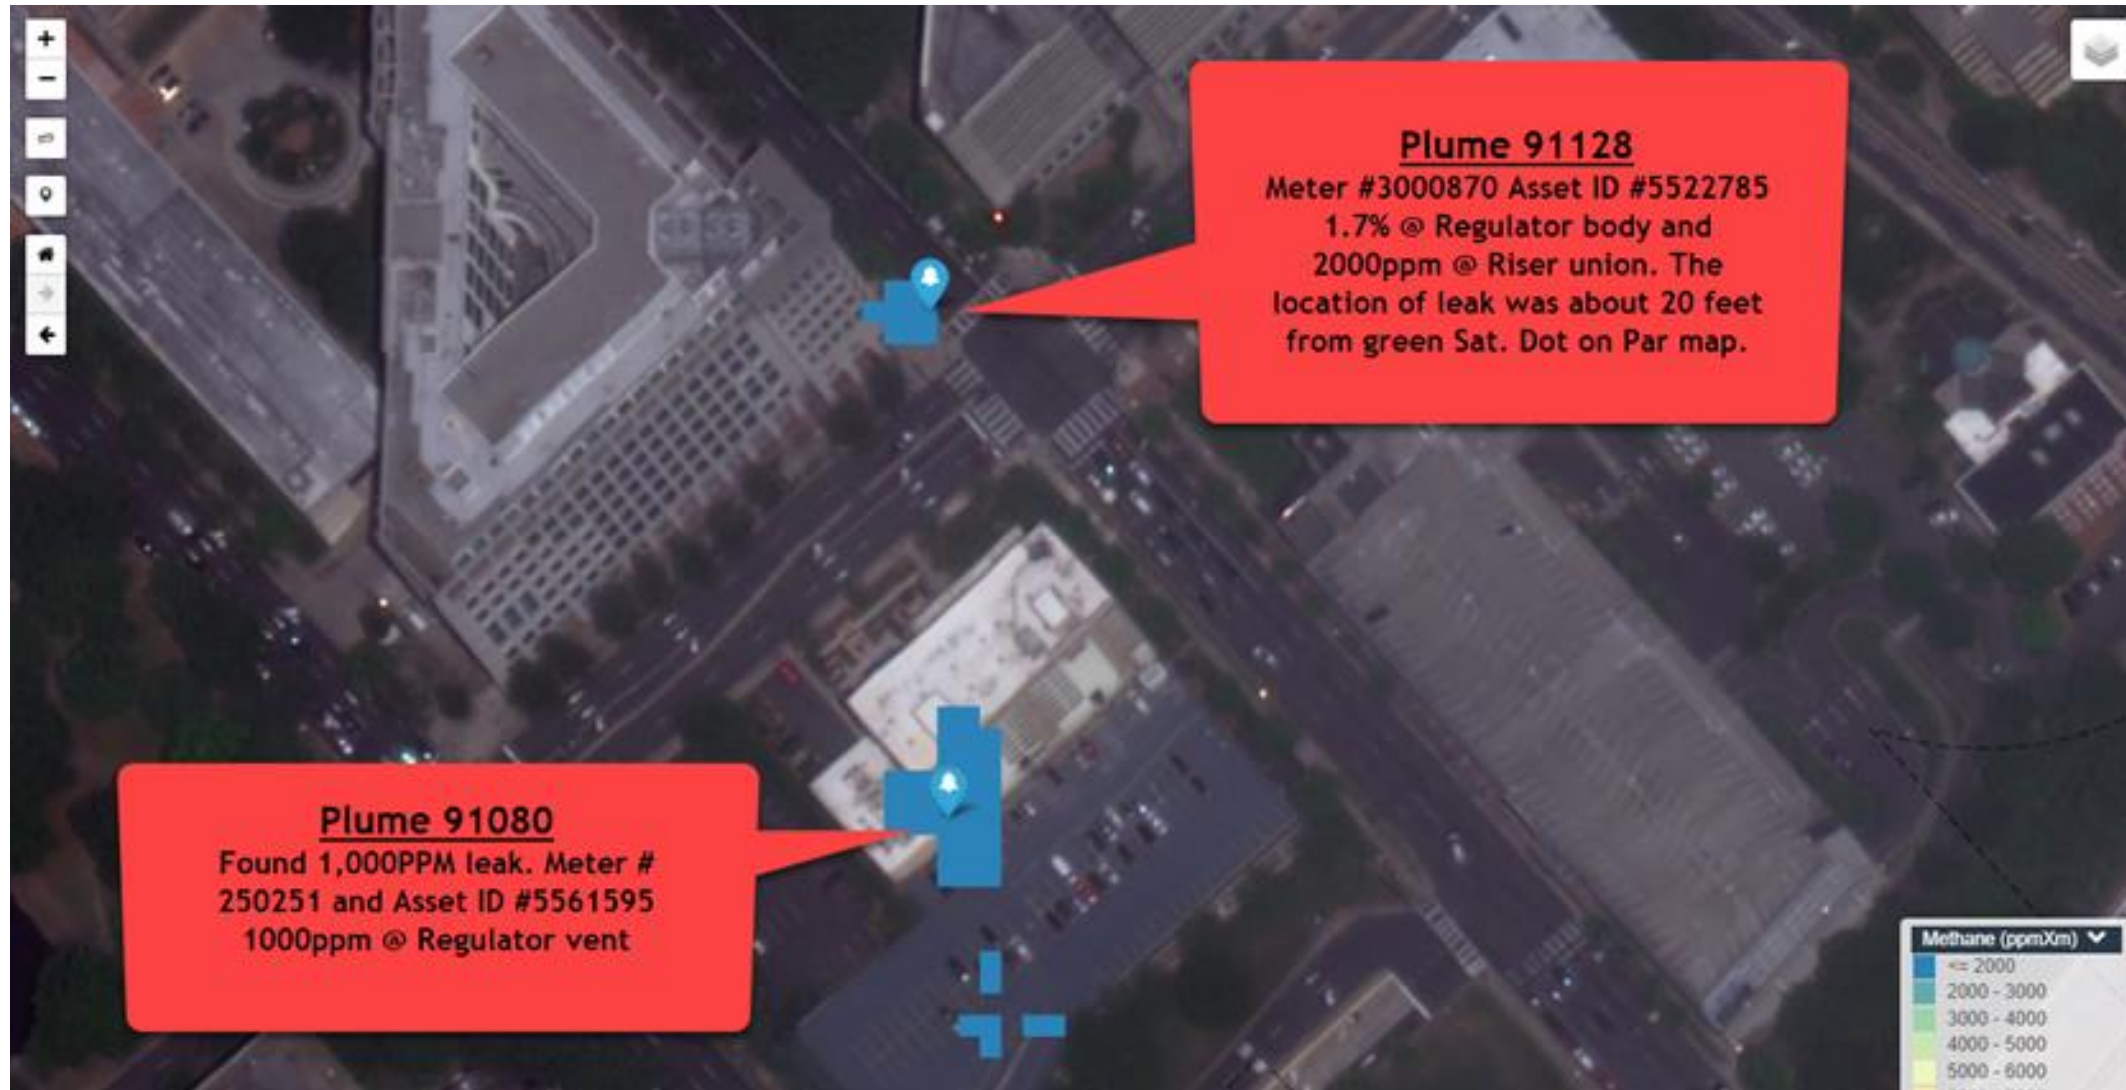 +
−
Plume 91128
Meter #3000870 Asset ID #5522785
1.7% @ Regulator body and
2000ppm @ Riser union. The
location of leak was about 20 feet
from green Sat. Dot on Par map.
Plume 91080
Found 1,000PPM leak. Meter #
250251 and Asset ID #5561595
1000ppm @ Regulator vent
Methane (ppmXm)
<= 2000
2000 - 3000
3000 - 4000
4000 - 5000
5000 - 6000